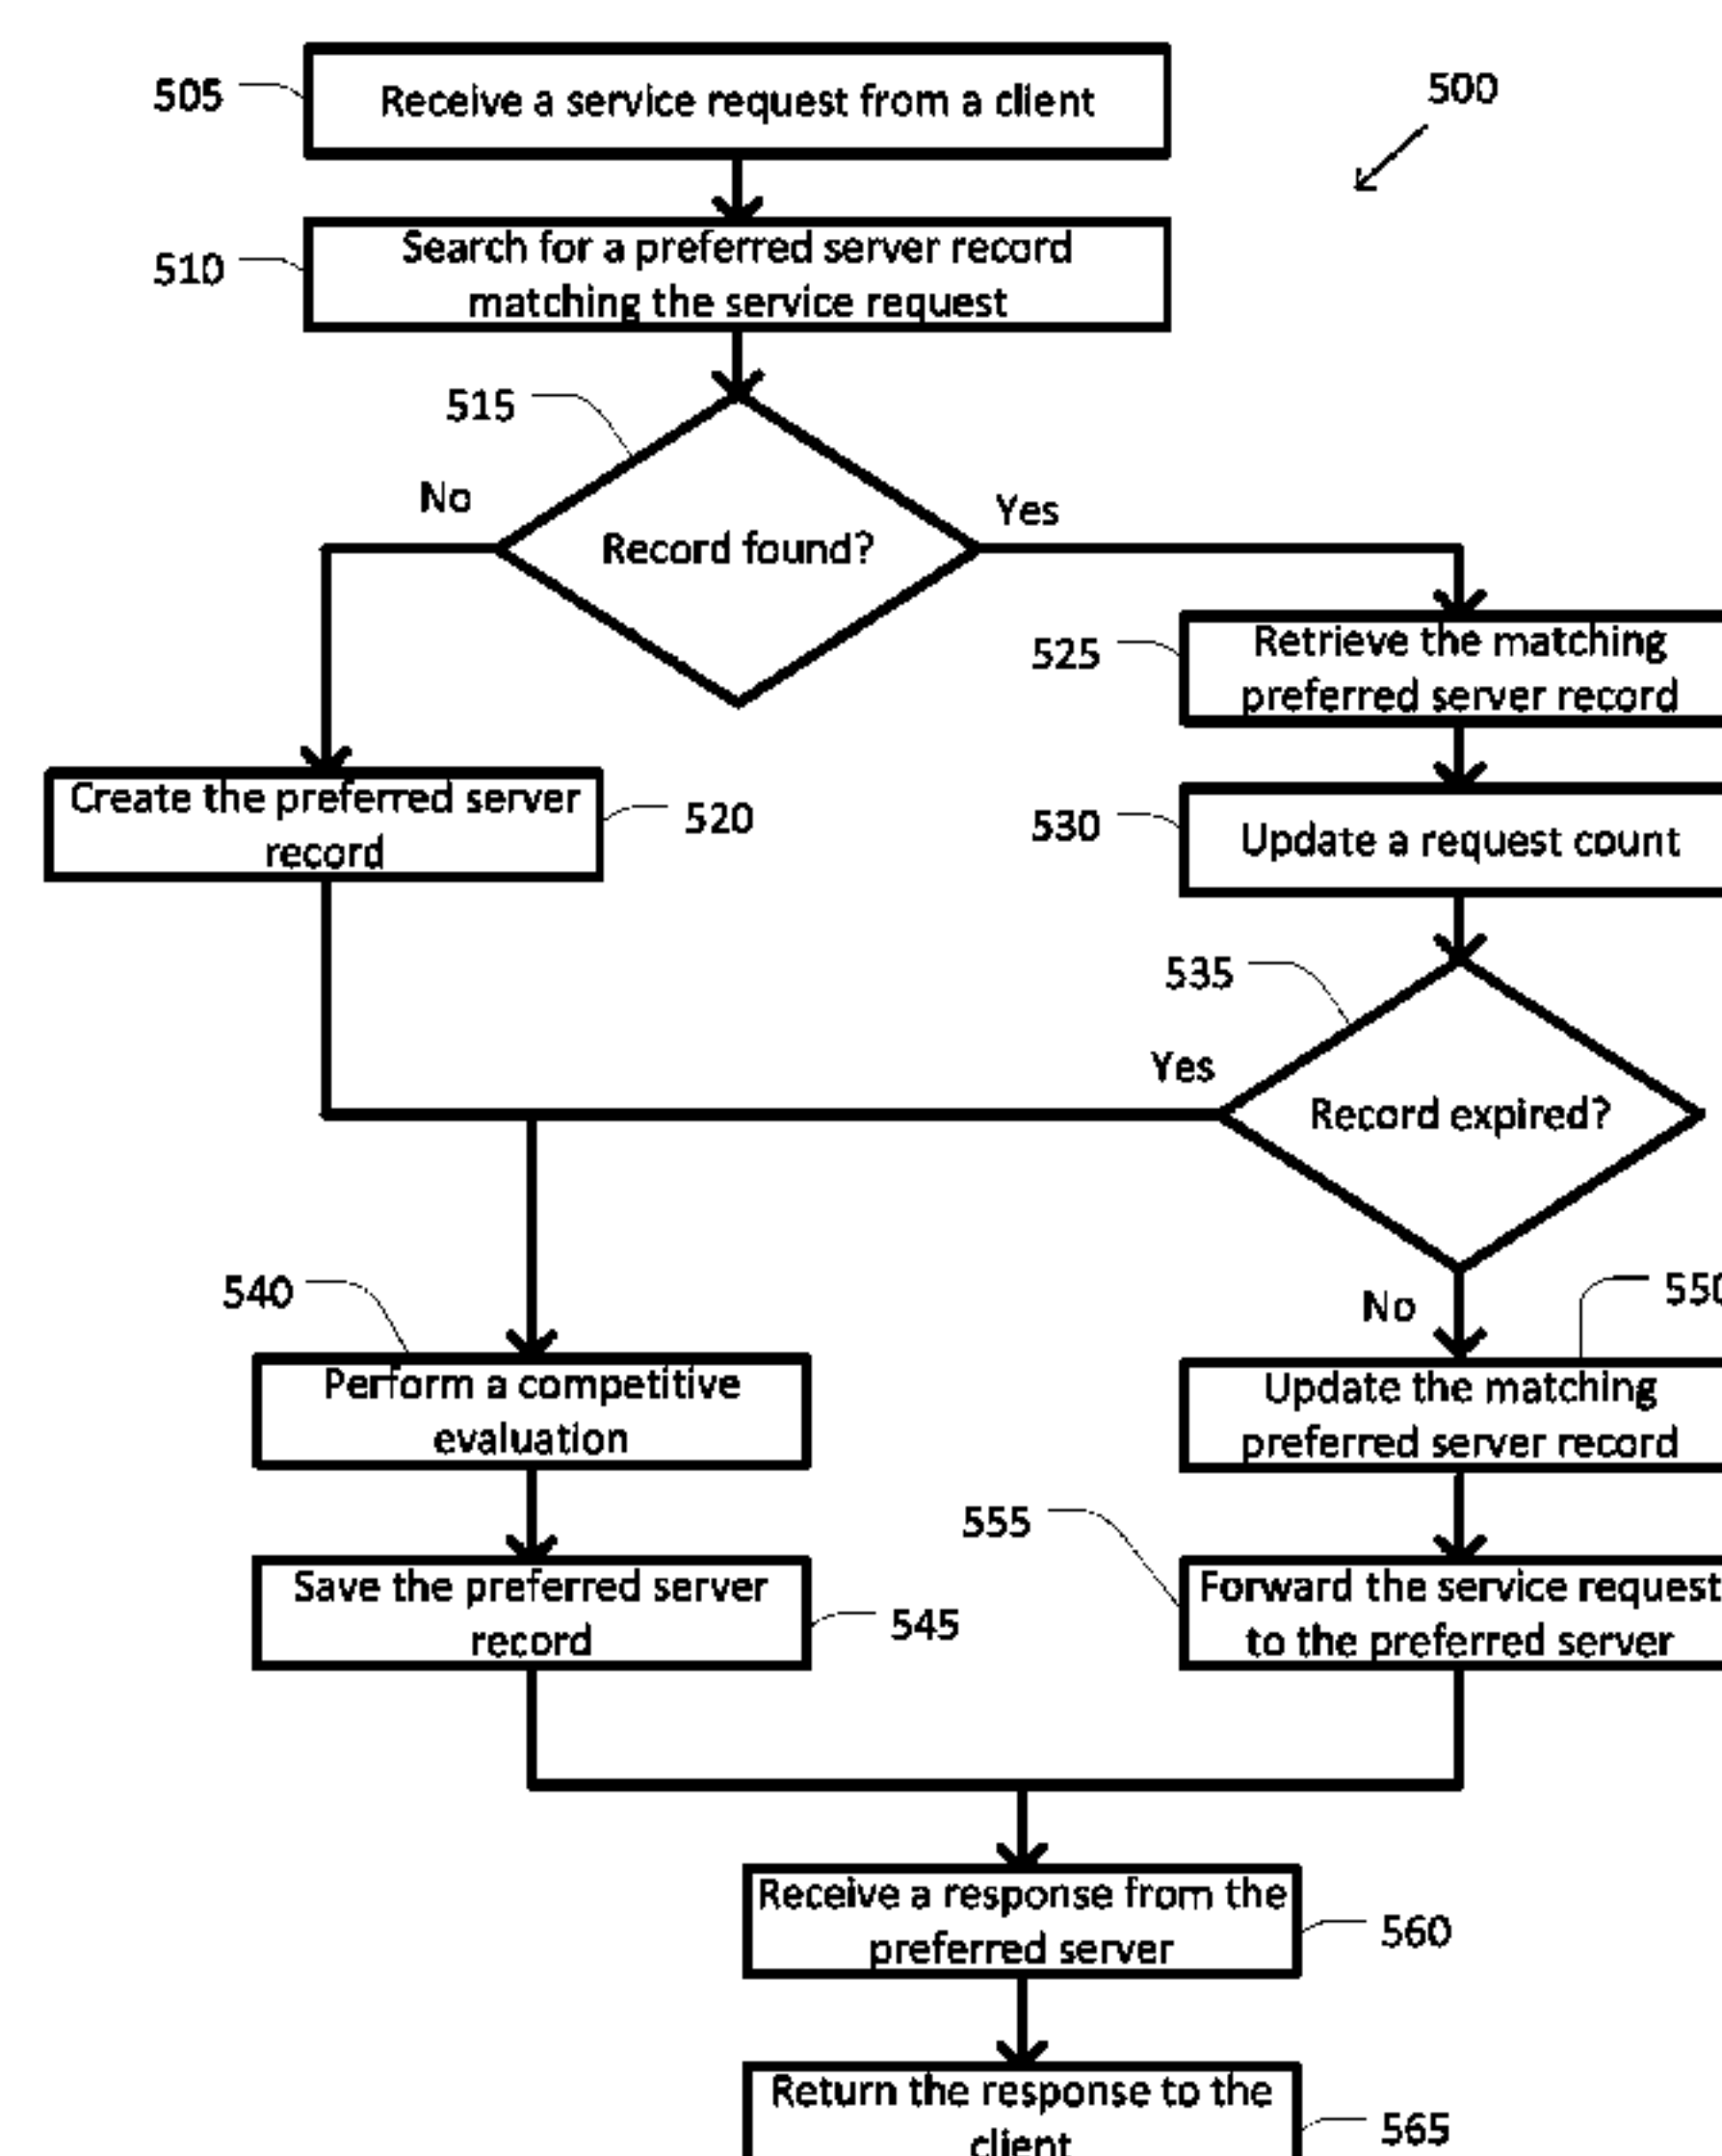 505
Receive a service request from a client
500
510
Search for a preferred server record
matching the service request
515
No
Record found?
Yes
525
Retrieve the matching
preferred server record
Create the preferred server
record
520
530
Update a request count
535
Yes
Record expired?
540
No
Perform a competitive
evaluation
Update the matching
preferred server record
555
Save the preferred server
record
545
Forward the service request
to the preferred server
Receive a response from the
preferred server
560
Return the response to the
client
565